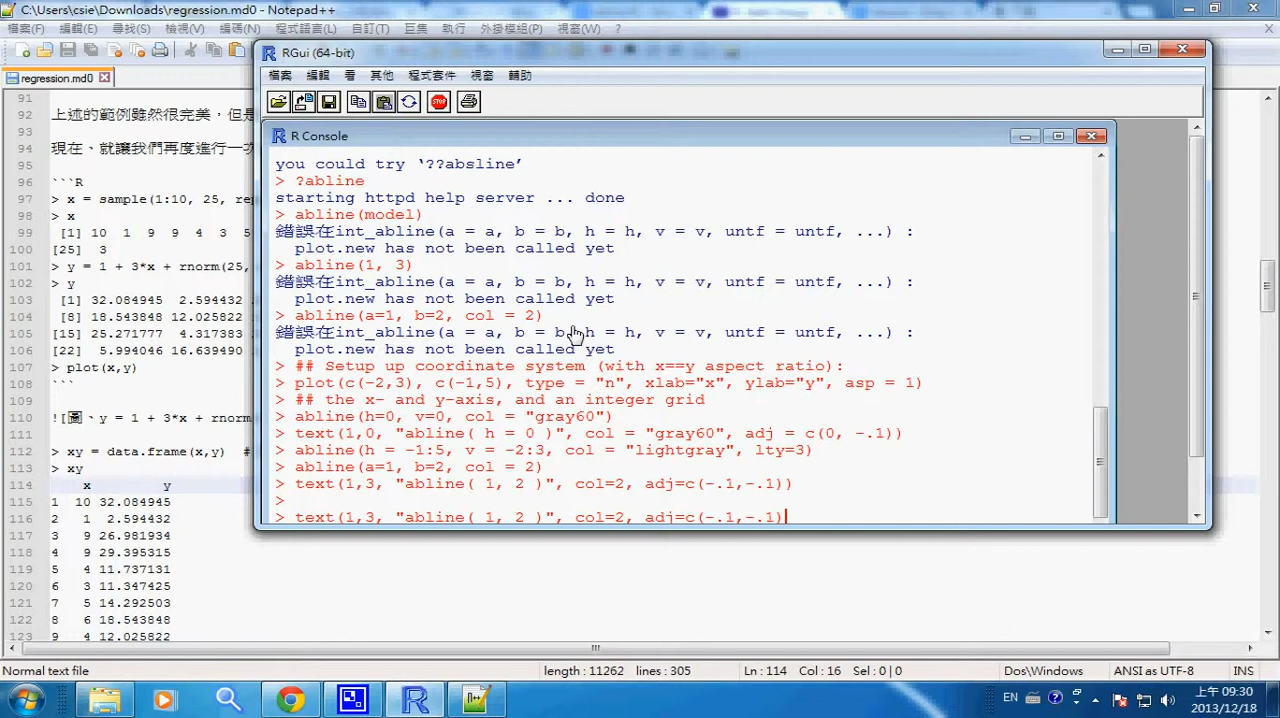 C:\Users\csie\Downloads\regression.md0 - Notepad++
檔案(F) 編輯(E) 尋找(S) 檢視(V) 編碼(N) 程式語言(L) 自訂(T) 巨集 執行 外掛模組(P) 視窗(W) ?
regression.md0
91
92 上述的範例雖然很完美，但是
93
94 現在、就讓我們再度進行一次
95
96 ```R
97 > x = sample(1:10, 25, re
98 > x
99 [1] 10 1 9 9 4 3 5
100 [25] 3
101 > y = 1 + 3*x + rnorm(25,
102 > y
103 [1] 32.084945 2.594432
104 [8] 18.543848 12.025822
105 [15] 25.271777 4.317383
106 [22] 5.994046 16.639490
107 > plot(x,y)
108 ```
109
110 ![圖、y = 1 + 3*x + rnorm
111
112 > xy = data.frame(x,y) #
113 > xy
114 x y
115 1 10 32.084945
116 2 1 2.594432
117 3 9 26.981934
118 4 9 29.395315
119 5 4 11.737131
120 6 3 11.347425
121 7 5 14.292503
122 8 6 18.543848
123 9 4 12.025822
RGui (64-bit)
檔案 編輯 看 其他 程式套件 視窗 輔助
STOP
R Console
you could try ‘??absline’
> ?abline
starting httpd help server ... done
> abline(model)
錯誤在int_abline(a = a, b = b, h = h, v = v, untf = untf, ...) :
plot.new has not been called yet
> abline(1, 3)
錯誤在int_abline(a = a, b = b, h = h, v = v, untf = untf, ...) :
plot.new has not been called yet
> abline(a=1, b=2, col = 2)
錯誤在int_abline(a = a, b = b, h = h, v = v, untf = untf, ...) :
plot.new has not been called yet
> ## Setup up coordinate system (with x==y aspect ratio):
> plot(c(-2,3), c(-1,5), type = "n", xlab="x", ylab="y", asp = 1)
> ## the x- and y-axis, and an integer grid
> abline(h=0, v=0, col = "gray60")
> text(1,0, "abline( h = 0 )", col = "gray60", adj = c(0, -.1))
> abline(h = -1:5, v = -2:3, col = "lightgray", lty=3)
> abline(a=1, b=2, col = 2)
> text(1,3, "abline( 1, 2 )", col=2, adj=c(-.1,-.1))
>
> text(1,3, "abline( 1, 2 )", col=2, adj=c(-.1,-.1)
Normal text file length : 11262 lines : 305 Ln : 114 Col : 16 Sel : 0 | 0 Dos\Windows ANSI as UTF-8 INS
EN
上午 09:30
2013/12/18